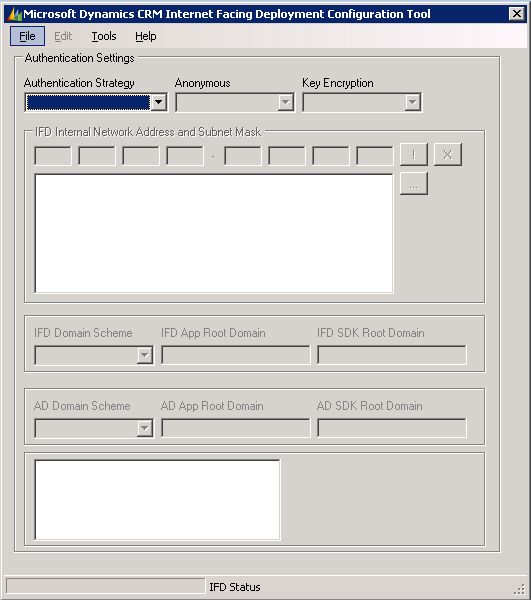 Microsoft Dynamics CRM Internet Facing Deployment Configuration Tool
File Edit Tools Help
Authentication Settings
Authentication Strategy Anonymous Key Encryption
IFD Internal Network Address and Subnet Mask
- ! X
...
IFD Domain Scheme IFD App Root Domain IFD SDK Root Domain
AD Domain Scheme AD App Root Domain AD SDK Root Domain
IFD Status